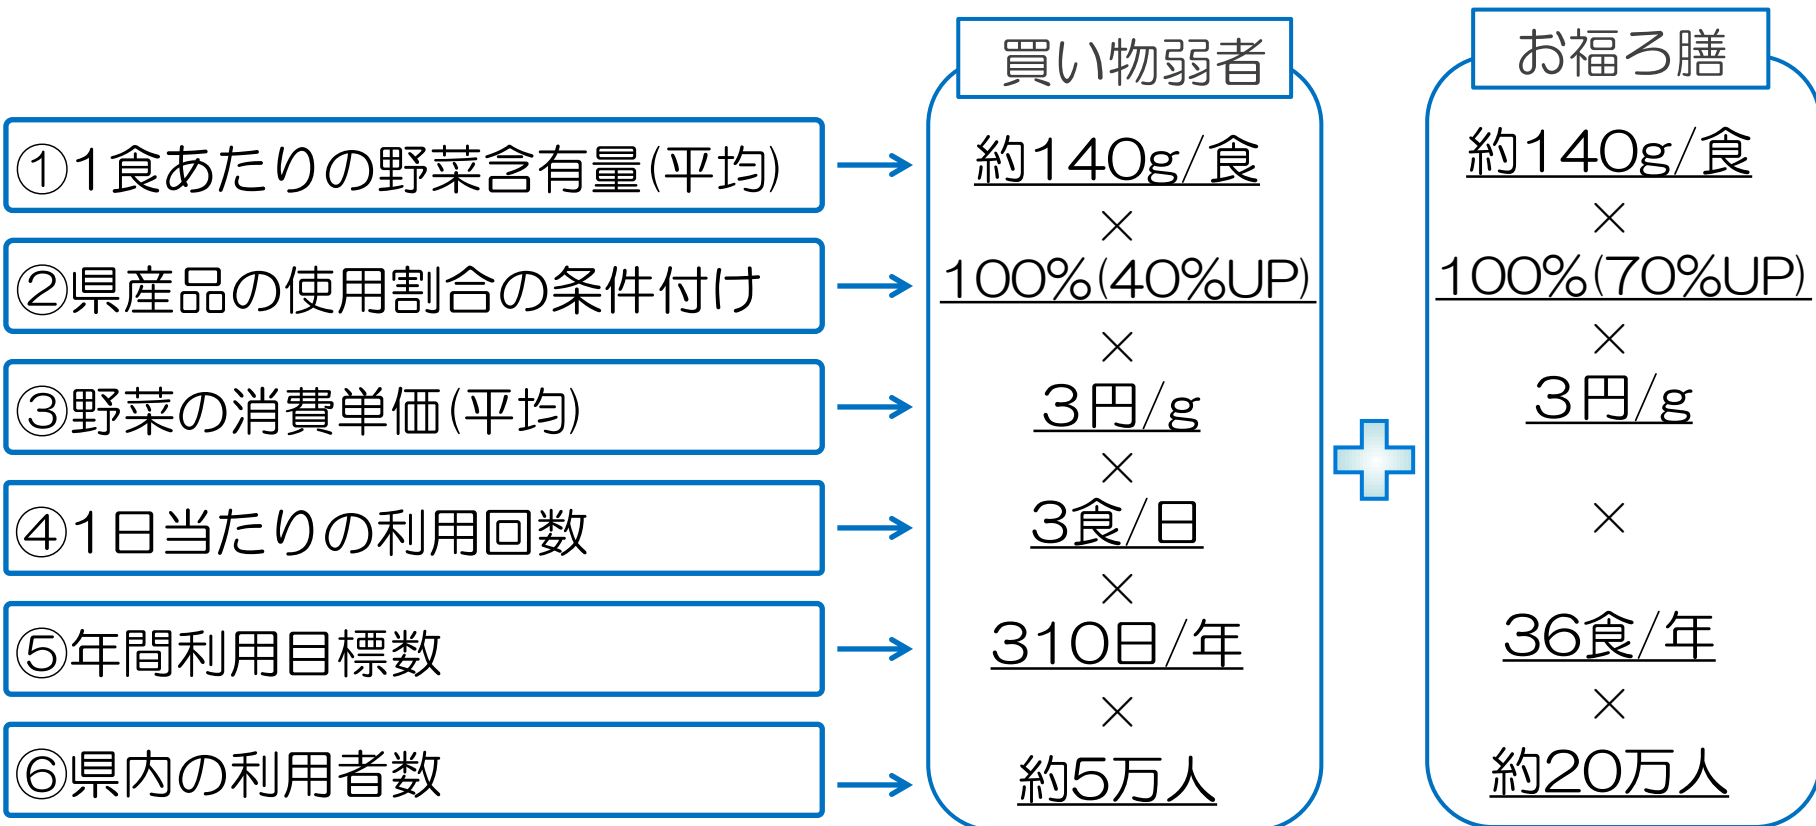 買い物弱者
お福ろ膳
①1食あたりの野菜含有量(平均)
約140g/食
約140g/食
×
×
②県産品の使用割合の条件付け
100%(40%UP)
100%(70%UP)
×
×
③野菜の消費単価(平均)
3円/g
3円/g
×
④1日当たりの利用回数
3食/日
×
×
⑤年間利用目標数
310日/年
36食/年
×
×
⑥県内の利用者数
約5万人
約20万人